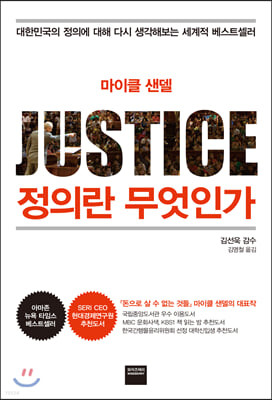 대한민국의 정의에 대해 다시 생각해보는 세계적 베스트셀러
마이클 샌델
JUSTICE
정의란 무엇인가
김선욱 감수
김명철 옮김
아마존
뉴욕 타임스
베스트셀러
SERI CEO
현대경제연구원
추천도서
『돈으로 살 수 없는 것들』 마이클 샌델의 대표작
국립중앙도서관 우수 이용도서
MBC 문화사색, KBS1 책 읽는 밤 추천도서
한국간행물윤리위원회 선정 대학신입생 추천도서
와이즈베리
WISEBERRY